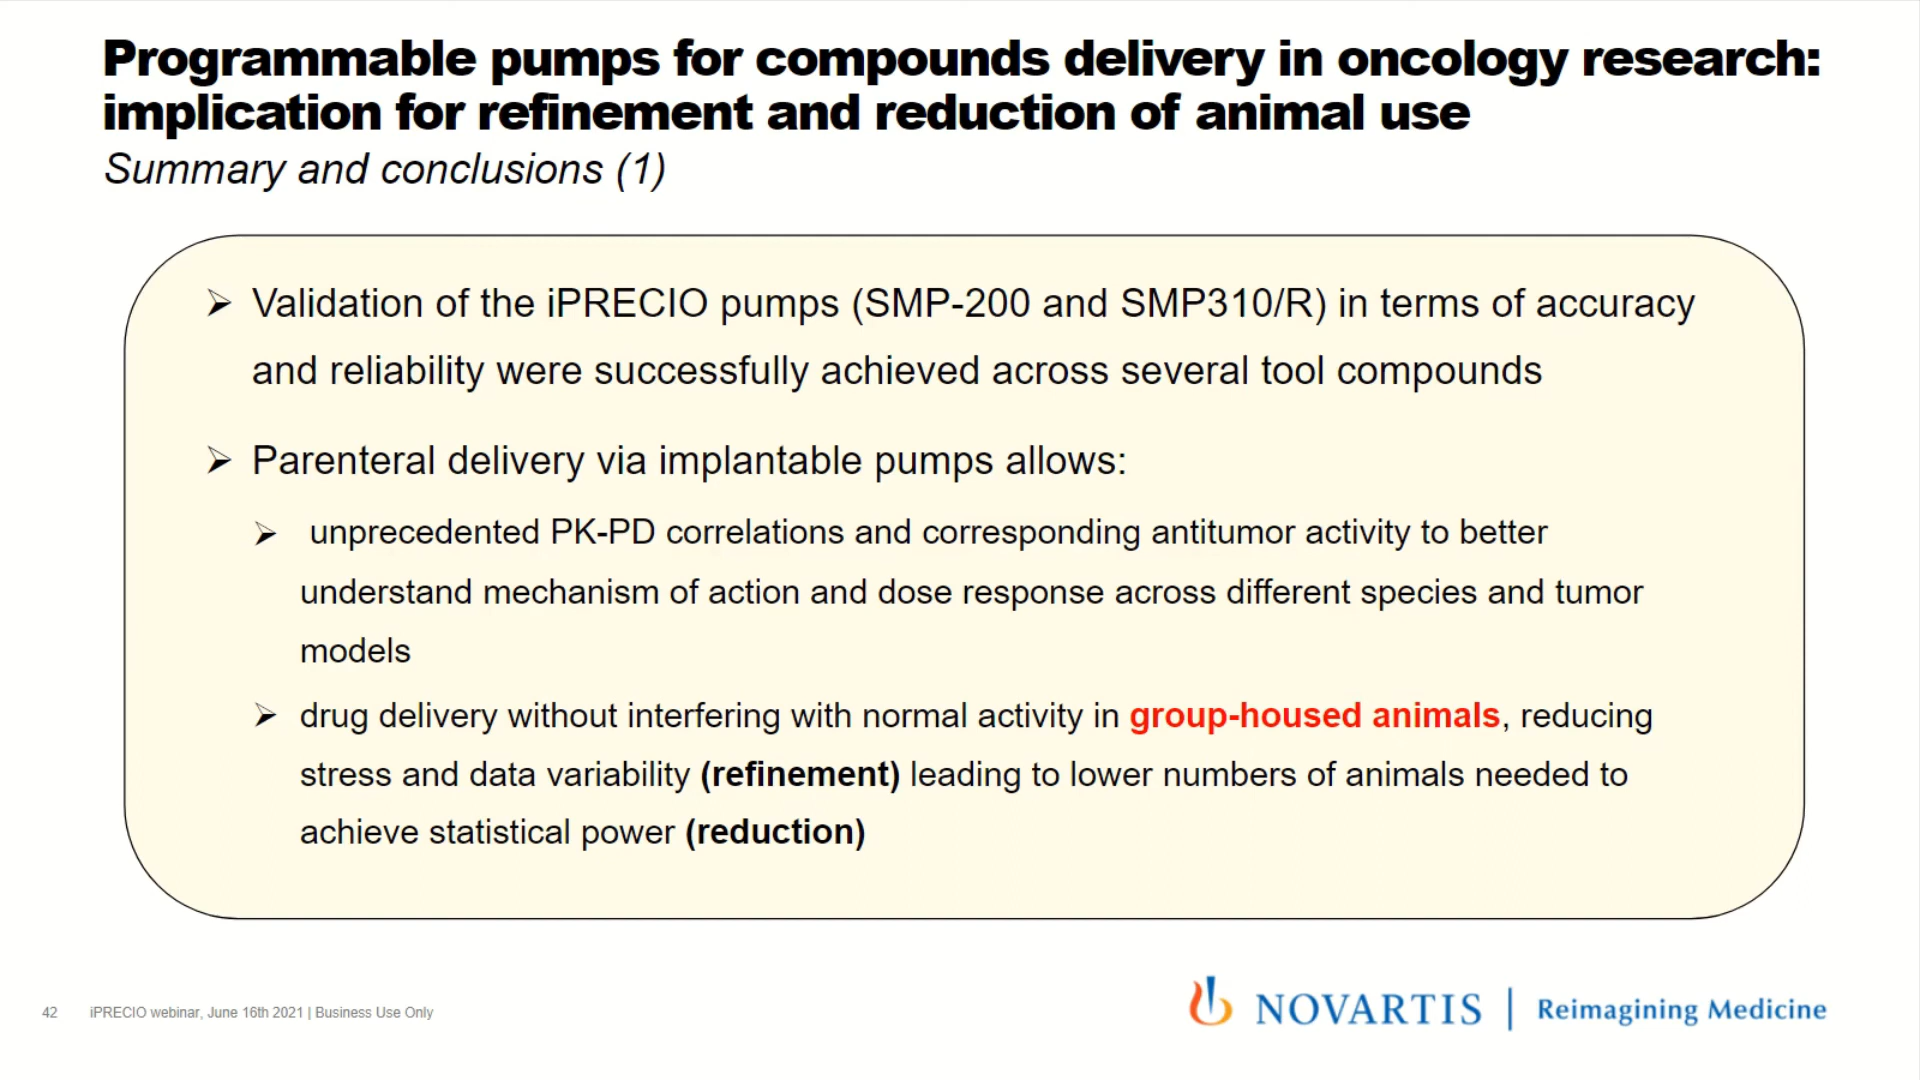 Programmable pumps for compounds delivery in oncology research:
implication for refinement and reduction of animal use
Summary and conclusions (1)
➢ Validation of the iPRECIO pumps (SMP-200 and SMP310/R) in terms of accuracy
and reliability were successfully achieved across several tool compounds
➢ Parenteral delivery via implantable pumps allows:
➢ unprecedented PK-PD correlations and corresponding antitumor activity to better
understand mechanism of action and dose response across different species and tumor
models
➢ drug delivery without interfering with normal activity in group-housed animals, reducing
stress and data variability (refinement) leading to lower numbers of animals needed to
achieve statistical power (reduction)
42 iPRECIO webinar, June 16th 2021 | Business Use Only
NOVARTIS | Reimagining Medicine